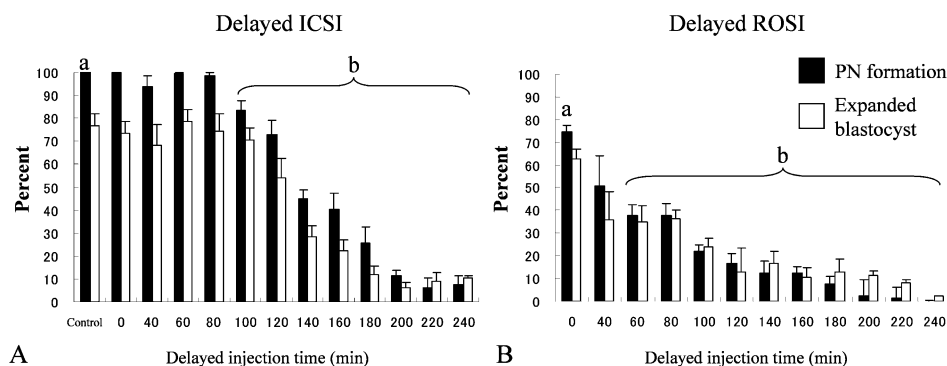 Delayed ICSI
Percent
100
90
80
70
60
50
40
30
20
10
0
a
b
Control 0 40 60 80 100 120 140 160 180 200 220 240
Delayed injection time (min)
A
Delayed ROSI
PN formation
Expanded
blastocyst
Percent
100
90
80
70
60
50
40
30
20
10
0
a
b
0 40 60 80 100 120 140 160 180 200 220 240
Delayed injection time (min)
B